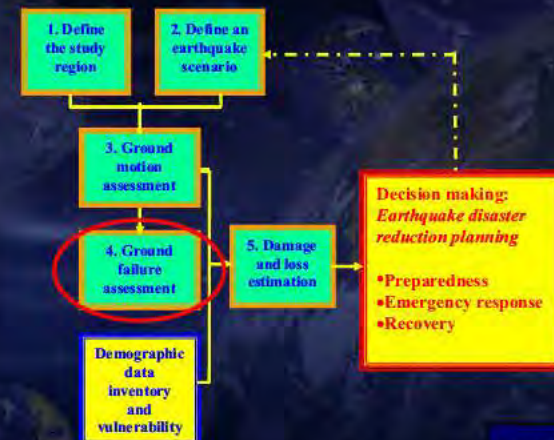 1. Define
the study
region
2. Define an
earthquake
scenario
3. Ground
motion
assessment
4. Ground
failure
assessment
5. Damage
and loss
estimation
Demographic
data
inventory
and
vulnerability
Decision making:
Earthquake disaster
reduction planning
•Preparedness
•Emergency response
•Recovery